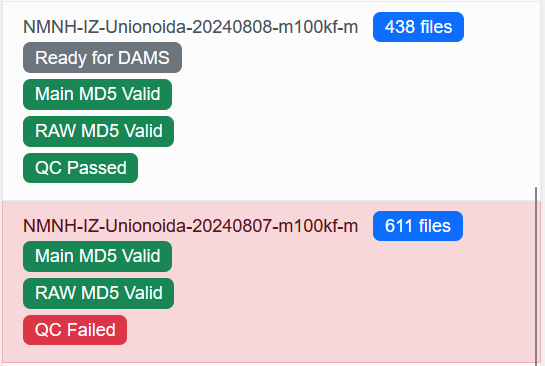 NMNH-IZ-Unionoida-20240808-m100kf-m 438 files
Ready for DAMS
Main MD5 Valid
RAW MD5 Valid
QC Passed
NMNH-IZ-Unionoida-20240807-m100kf-m 611 files
Main MD5 Valid
RAW MD5 Valid
QC Failed